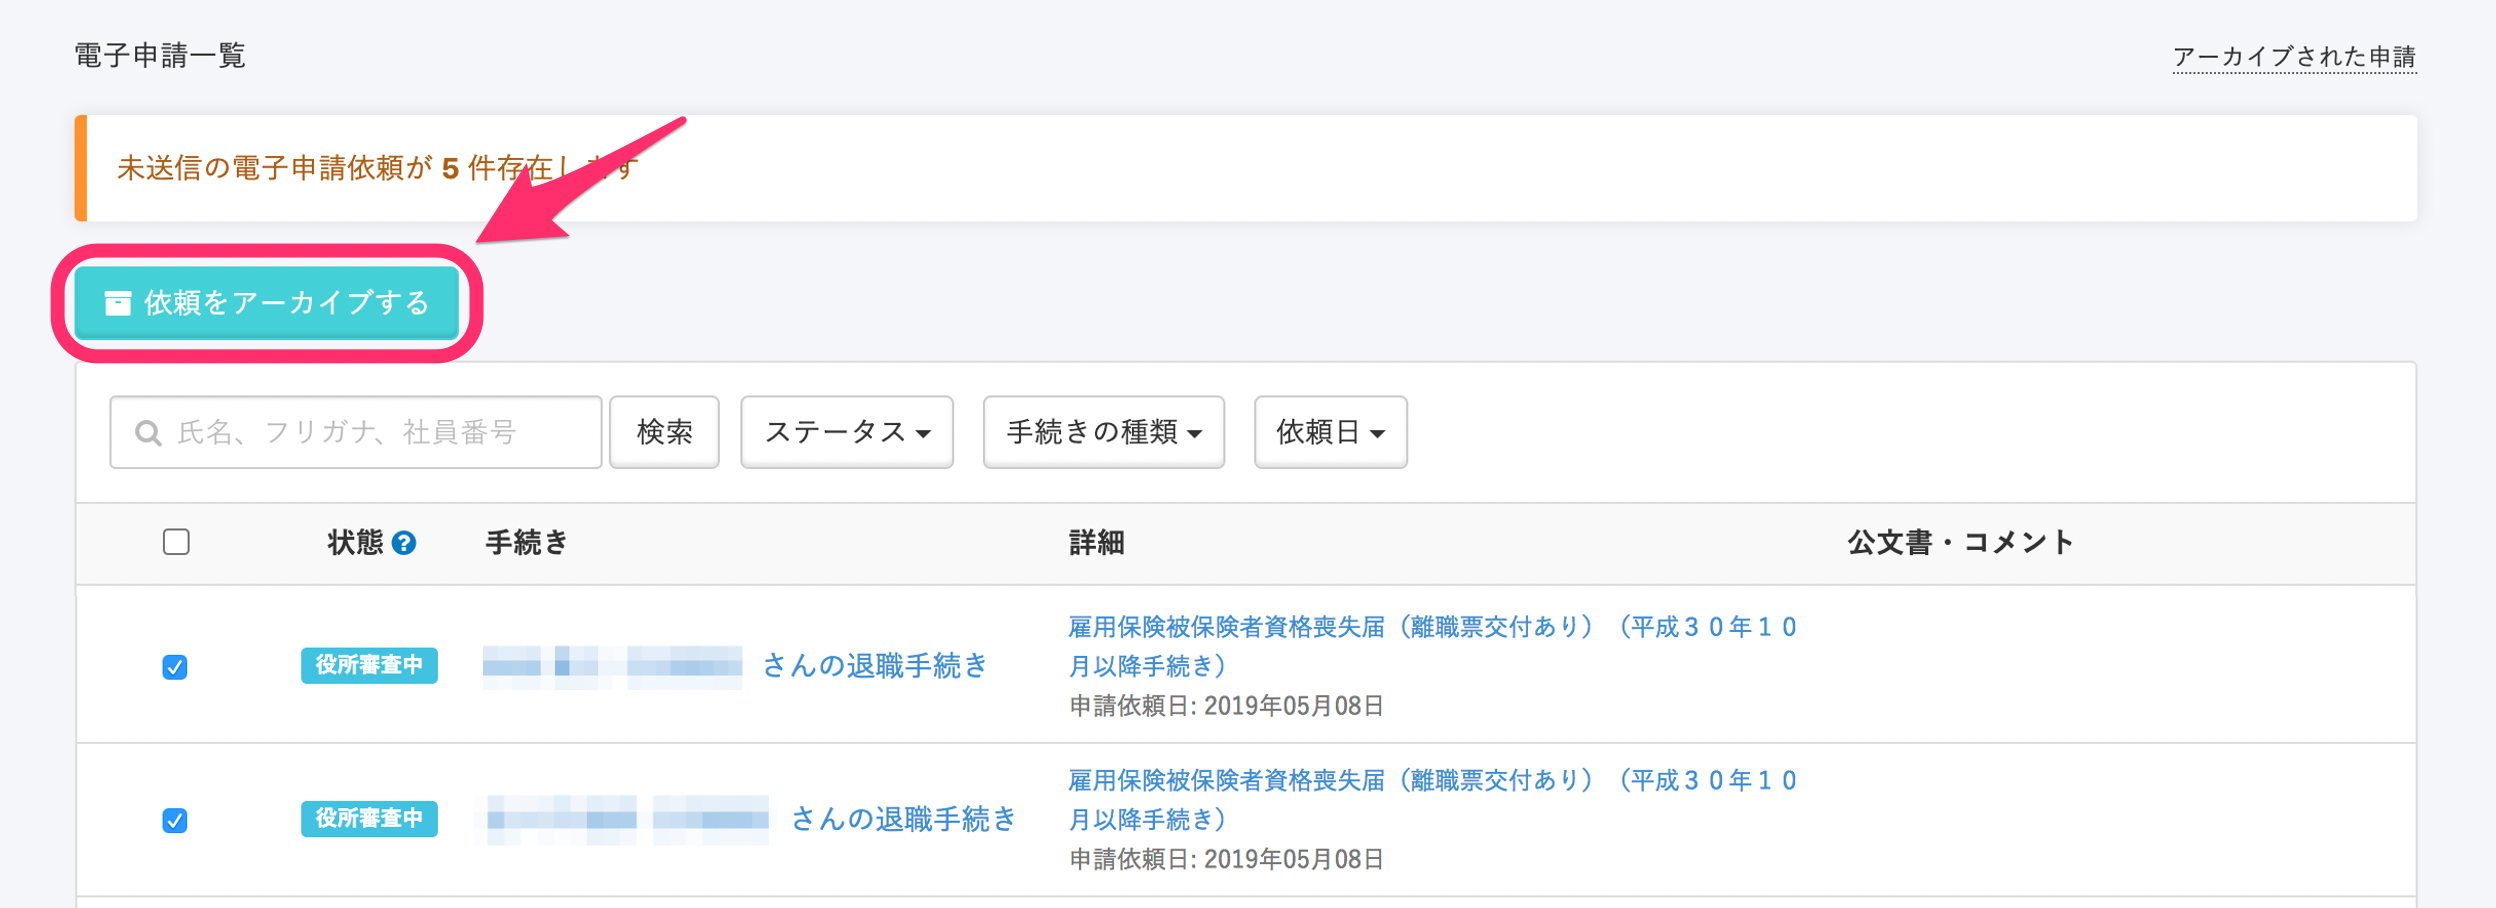 電子申請一覧
アーカイブされた申請
未送信の電子申請依頼が 5 件存在します
依頼をアーカイブする
氏名、フリガナ、社員番号
検索
ステータス
手続きの種類
依頼日
状態 ?
手続き
詳細
公文書・コメント
役所審査中
さんの退職手続き
雇用保険被保険者資格喪失届（離職票交付あり）（平成３０年１０
月以降手続き）
申請依頼日: 2019年05月08日
役所審査中
さんの退職手続き
雇用保険被保険者資格喪失届（離職票交付あり）（平成３０年１０
月以降手続き）
申請依頼日: 2019年05月08日